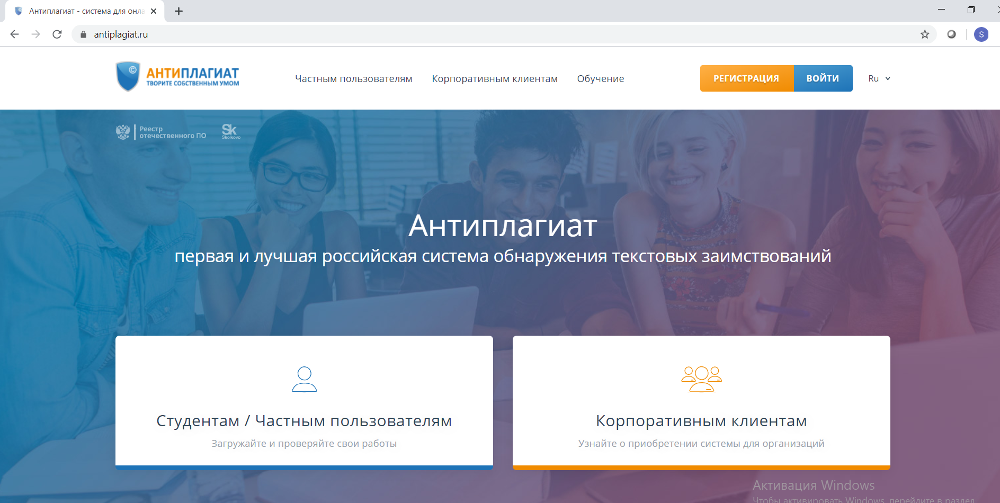 Антиплагиат - система для онла
antiplagiat.ru
S
©
АНТИПЛАГИАТ
ТВОРИТЕ СОБСТВЕННЫМ УМОМ
Частным пользователям
Корпоративным клиентам
Обучение
РЕГИСТРАЦИЯ
ВОЙТИ
Ru
Реестр
отечественного ПО
Sk
Skolkovo
Антиплагиат
первая и лучшая российская система обнаружения текстовых заимствований
Студентам / Частным пользователям
Загружайте и проверяйте свои работы
Корпоративным клиентам
Узнайте о приобретении системы для организаций
Активация Windows
Чтобы активировать Windows, перейдите в раздел